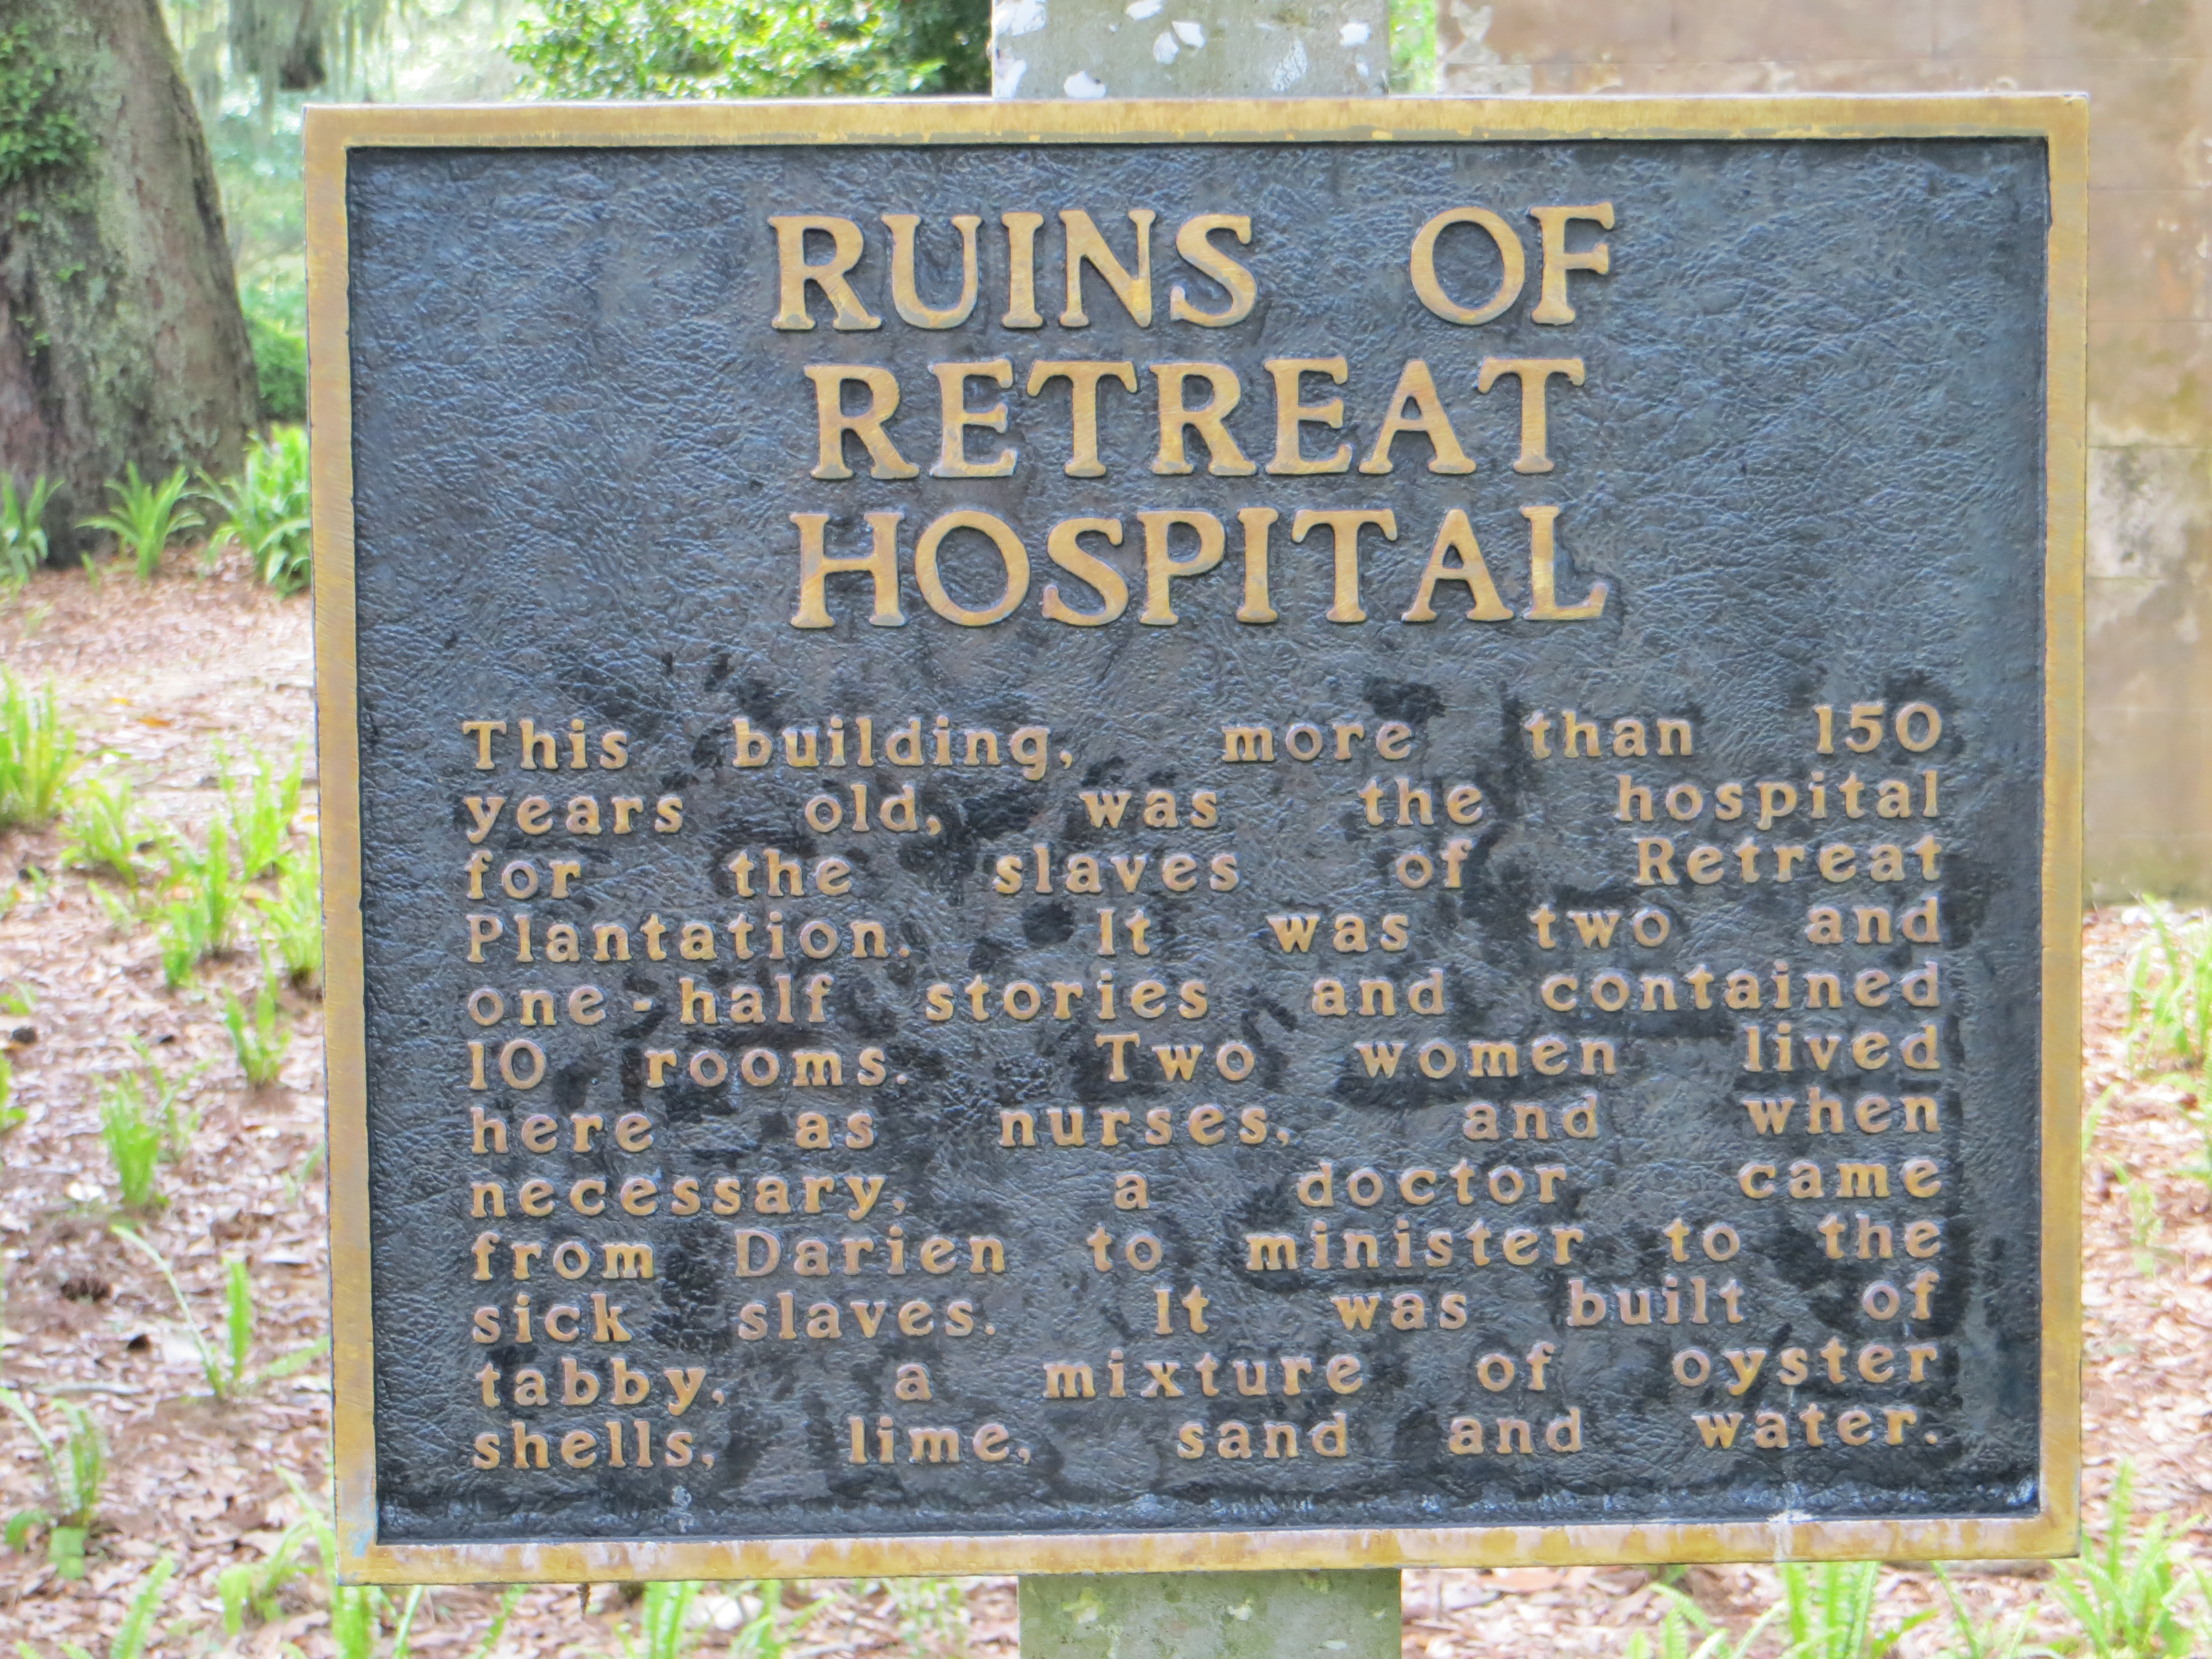 RUINS OF
RETREAT
HOSPITAL
This building, more than 150
years old, was the hospital
for the slaves of Retreat
Plantation. It was two and
one-half stories and contained
10 rooms. Two women lived
here as nurses, and when
necessary, a doctor came
from Darien to minister to the
sick slaves. It was built of
tabby, a mixture of oyster
shells, lime, sand and water.